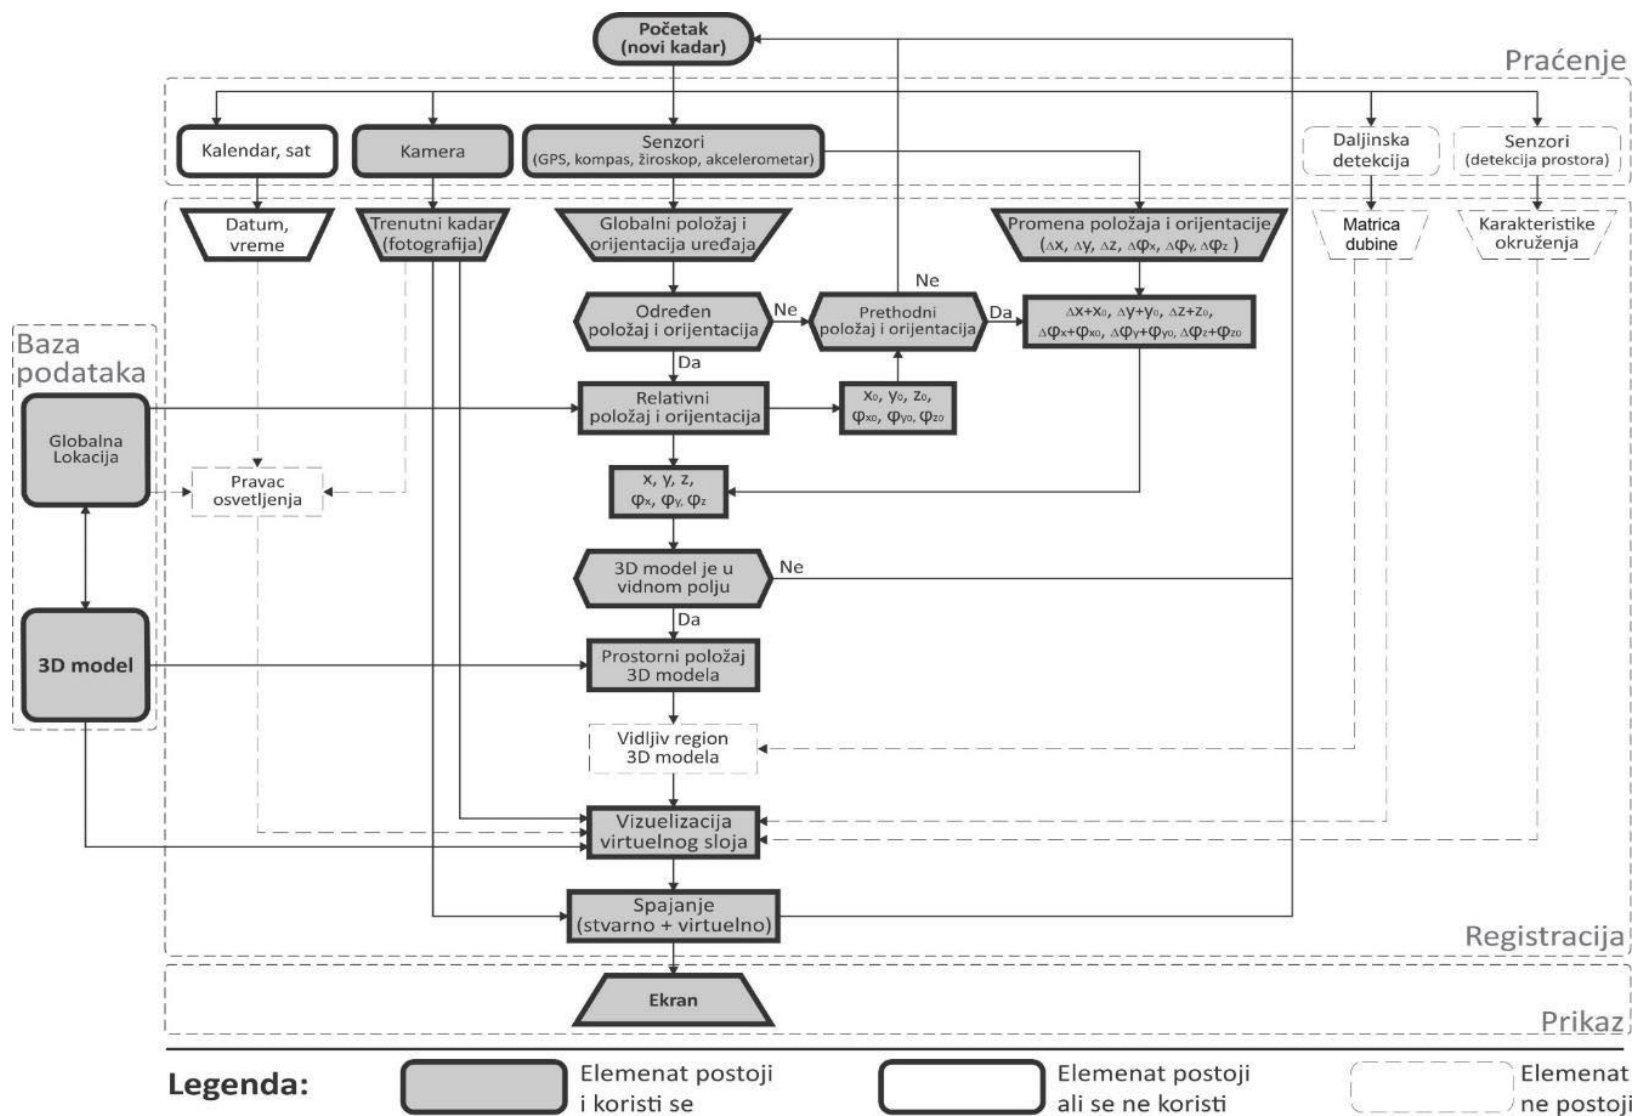 Početak
(novi kadar)
Praćenje
Kalendar, sat
Kamera
Senzori
(GPS, kompas, žiroskop, akcelerometar)
Daljinska
detekcija
Senzori
(detekcija prostora)
Datum,
vreme
Trenutni kadar
(fotografija)
Globalni položaj i
orijentacija uređaja
Promena položaja i orijentacije
(Δx, Δy, Δz, Δφx, Δφy, Δφz )
Matrica
dubine
Karakteristike
okruženja
Određen
položaj i orijentacija
Ne
Prethodni
položaj i orijentacija
Ne
Da
Δx+x₀, Δy+y₀, Δz+z₀,
Δφx+φx0, Δφy+φy0, Δφz+φz0
Da
Baza
podataka
Globalna
Lokacija
Relativni
položaj i orijentacija
x₀, y₀, z₀,
φx0, φy0, φz0
Pravac
osvetljenja
x, y, z,
φx, φy, φz
3D model je u
vidnom polju
Ne
Da
3D model
Prostorni položaj
3D modela
Vidljiv region
3D modela
Vizuelizacija
virtuelnog sloja
Spajanje
(stvarno + virtuelno)
Registracija
Ekran
Prikaz
Legenda:
Elemenat postoji
i koristi se
Elemenat postoji
ali se ne koristi
Elemenat
ne postoji